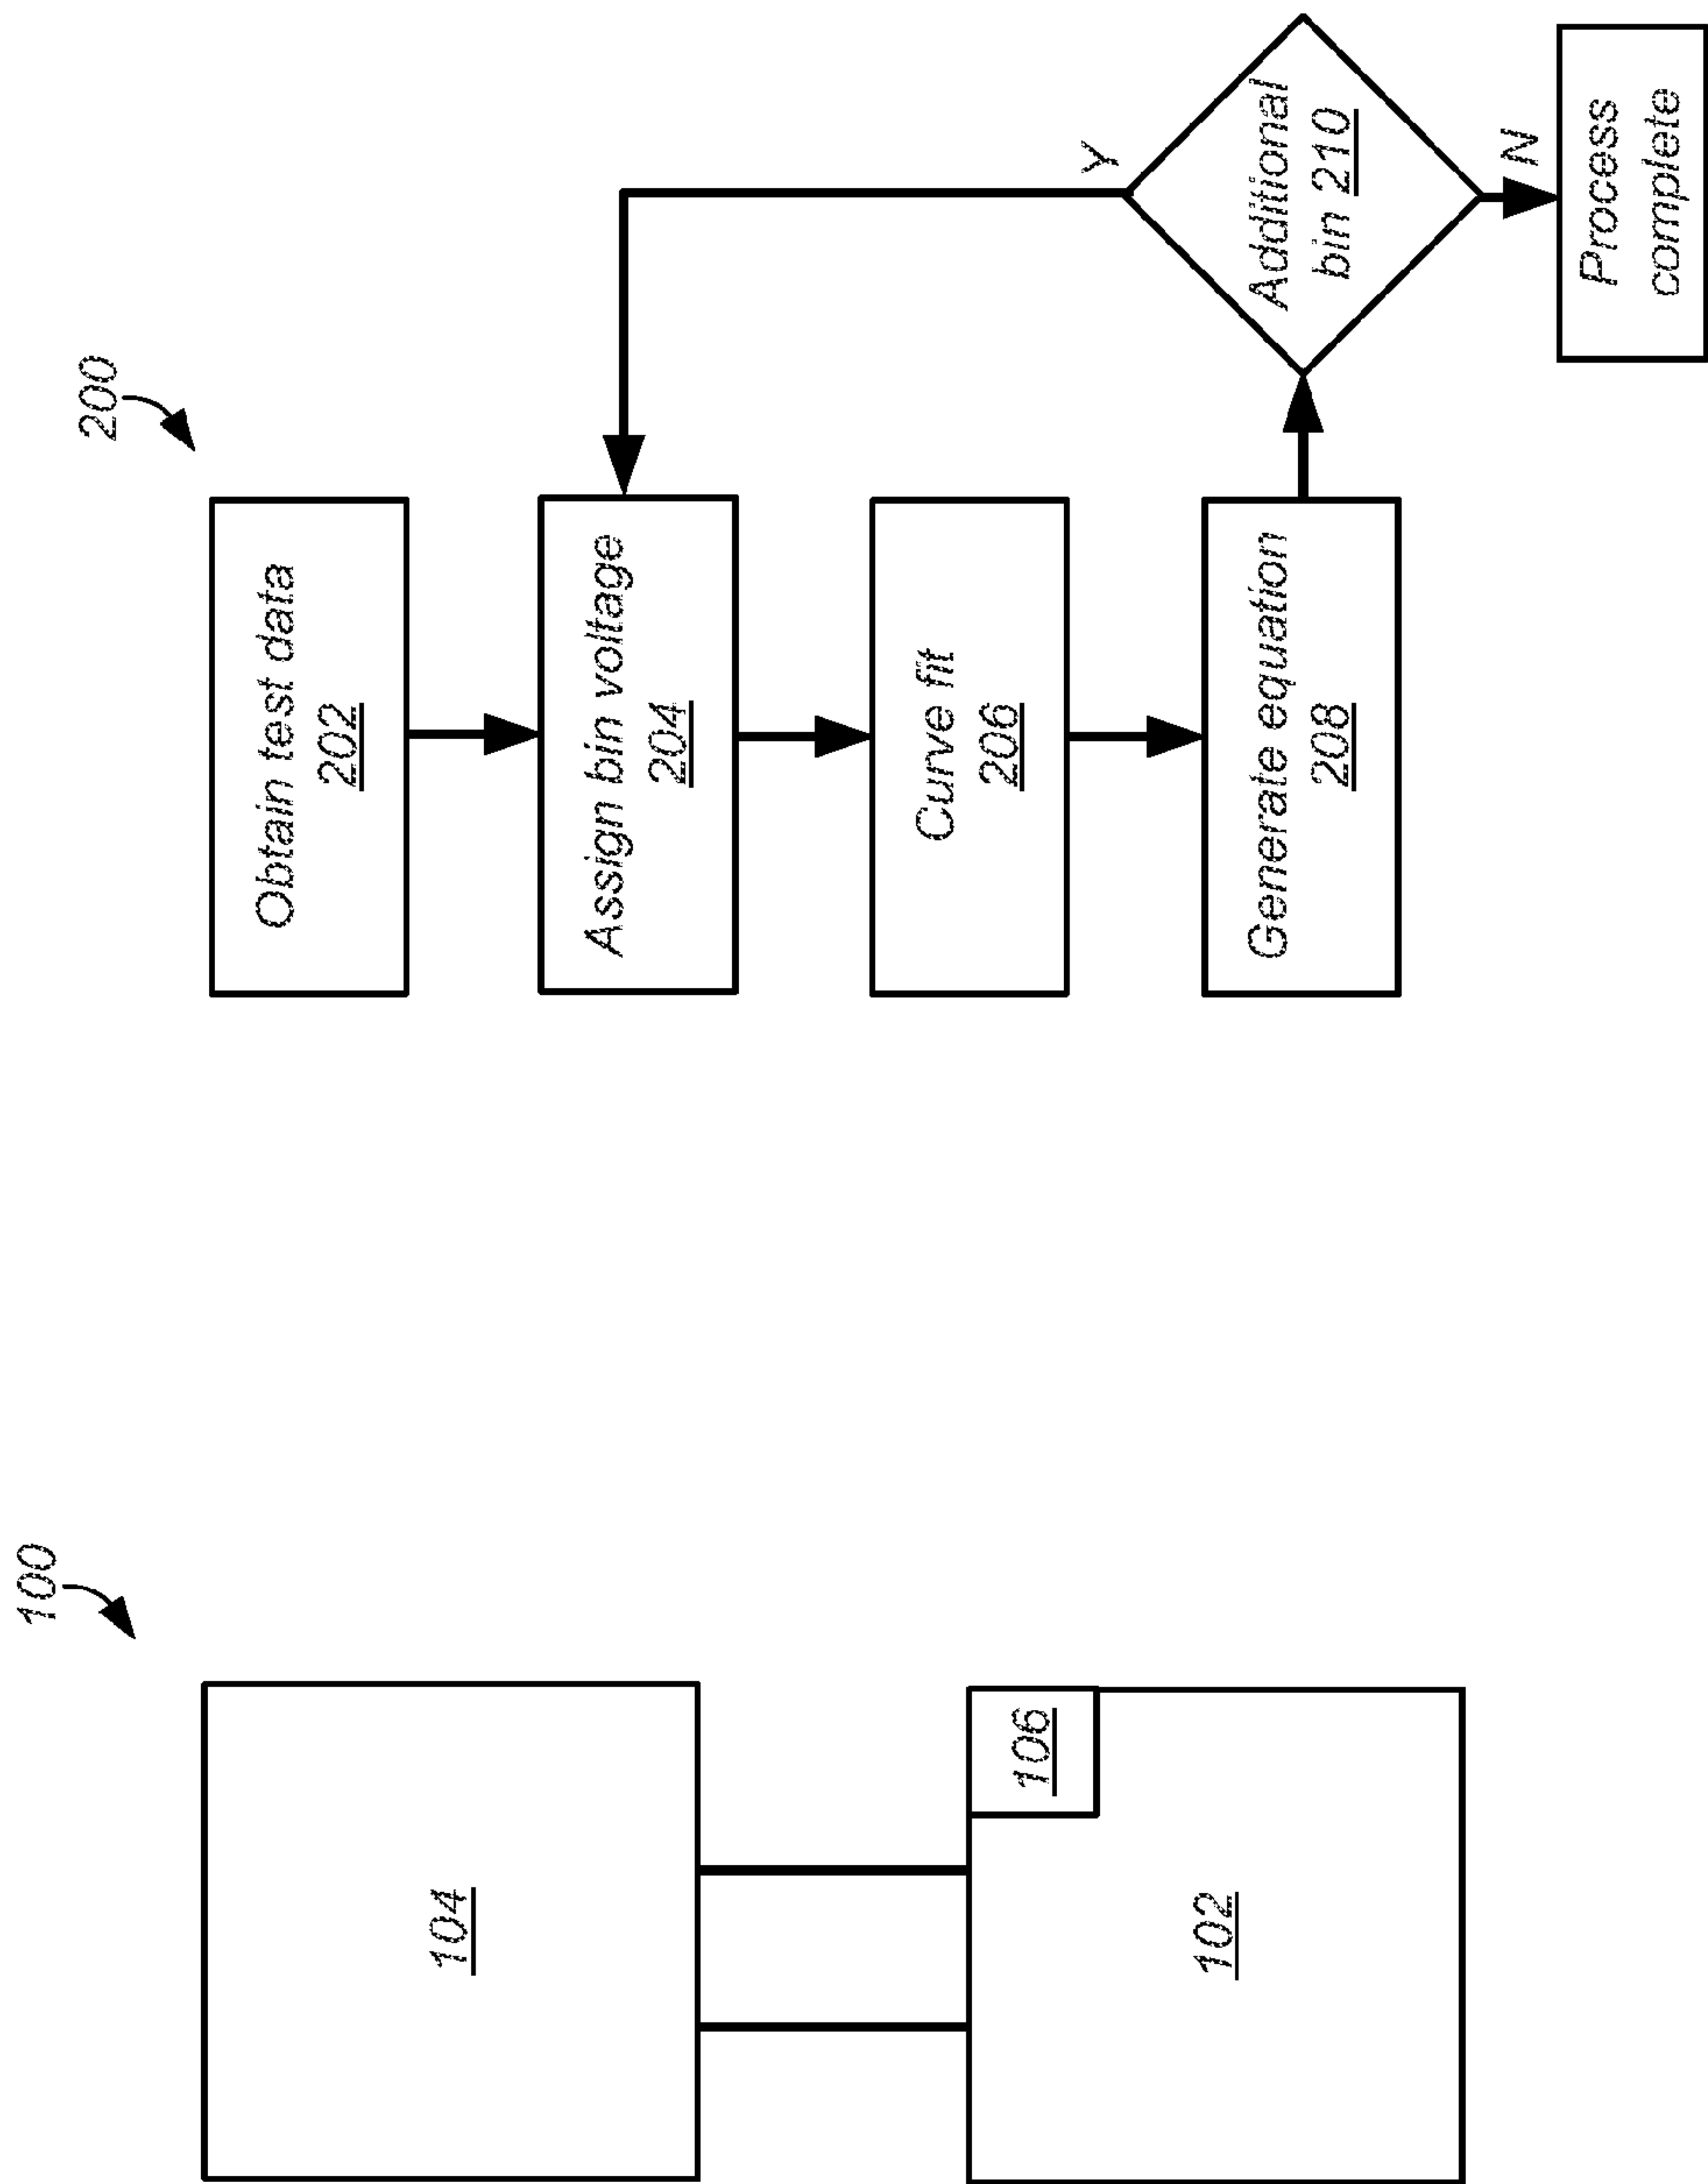 100
104
106
102
200
Obtain test data
202
Assign bin voltage
204
Curve fit
206
Generate equation
208
Additional
bin 210
Y
N
Process
complete